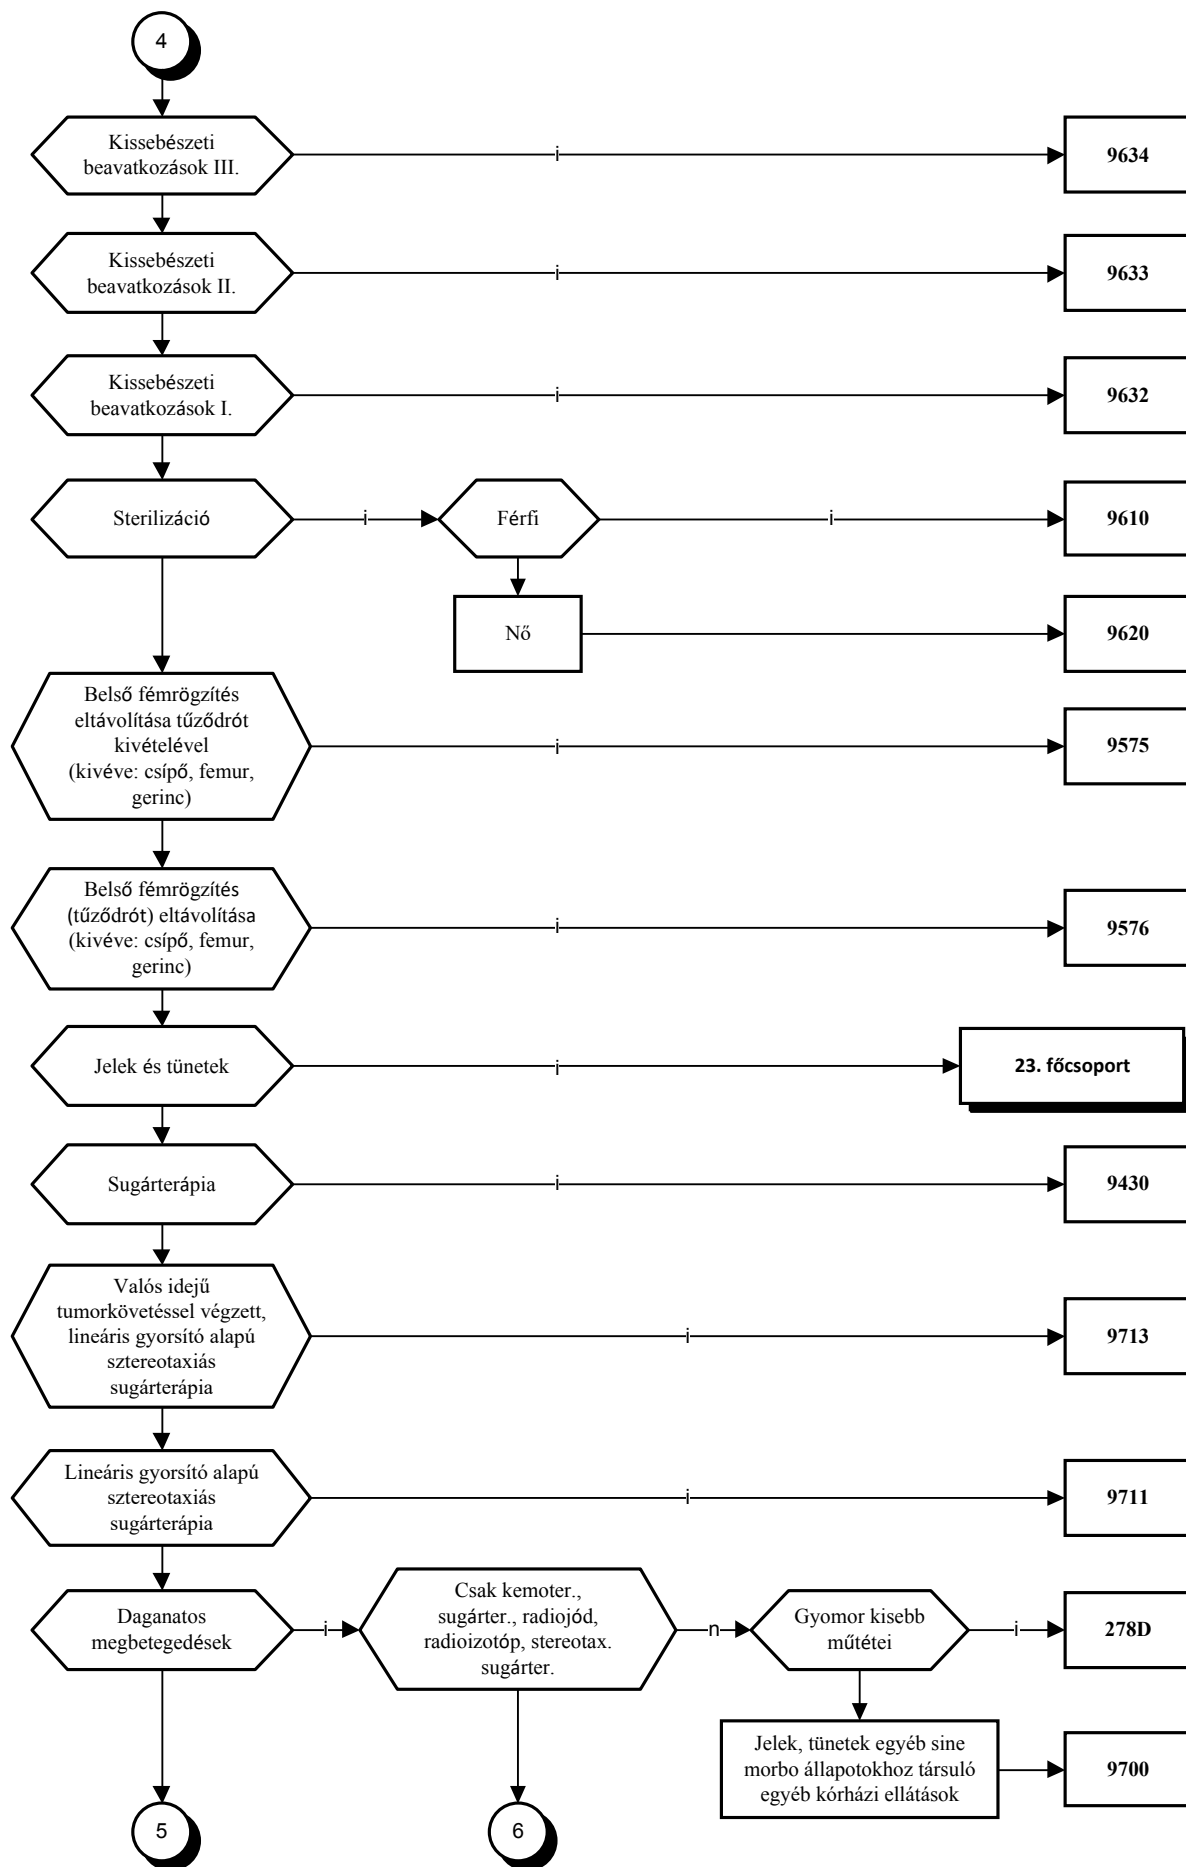 4
Kissebészeti
beavatkozások III.
i
9634
Kissebészeti
beavatkozások II.
i
9633
Kissebészeti
beavatkozások I.
i
9632
Sterilizáció
i
Férfi
i
9610
Nő
9620
Belső fémrögzítés
eltávolítása tűződrót
kivételével
(kivéve: csípő, femur,
gerinc)
i
9575
Belső fémrögzítés
(tűződrót) eltávolítása
(kivéve: csípő, femur,
gerinc)
i
9576
Jelek és tünetek
i
23. főcsoport
Sugárterápia
i
9430
Valós idejű
tumorkövetéssel végzett,
lineáris gyorsító alapú
sztereotaxiás
sugárterápia
i
9713
Lineáris gyorsító alapú
sztereotaxiás
sugárterápia
i
9711
Daganatos
megbetegedések
i
Csak kemoter.,
sugárter., radiojód,
radioizotóp, stereotax.
sugárter.
n
Gyomor kisebb
műtétei
i
278D
Jelek, tünetek egyéb sine
morbo állapotokhoz társuló
egyéb kórházi ellátások
9700
5
6